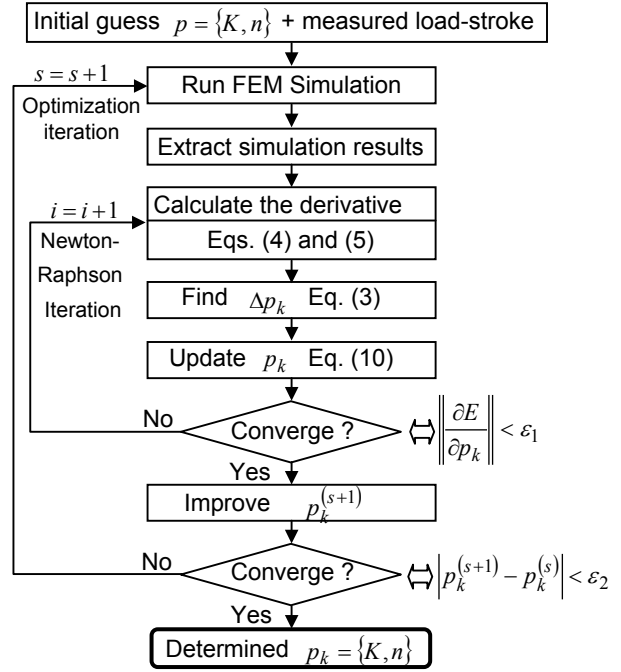 Initial guess p = {K, n} + measured load-stroke
s = s+1
Optimization
iteration
Run FEM Simulation
Extract simulation results
i = i+1
Newton-
Raphson
Iteration
Calculate the derivative
Eqs. (4) and (5)
Find Δp_k Eq. (3)
Update p_k Eq. (10)
No
Converge ?
⇔ ‖∂E/∂p_k‖ < ε_1
Yes
Improve p_k^(s+1)
No
Converge ?
⇔ |p_k^(s+1) − p_k^(s)| < ε_2
Yes
Determined p_k = {K, n}